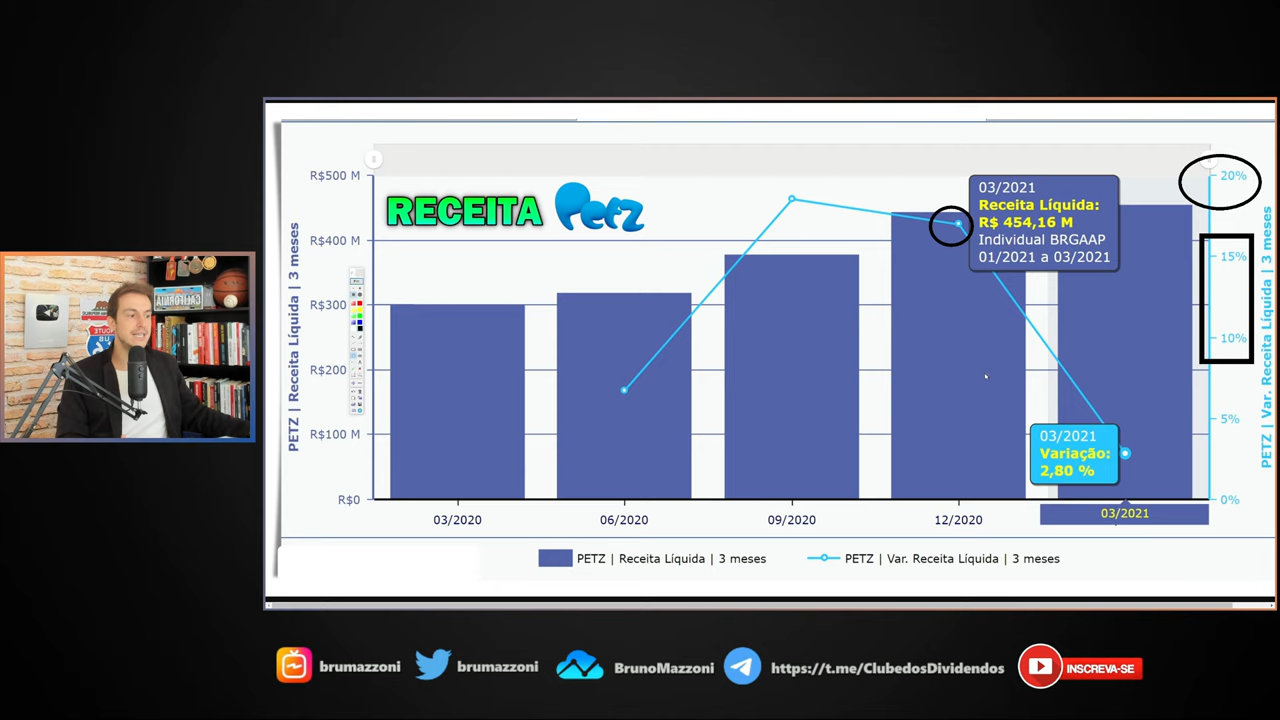 RECEITA Petz
R$500 M
R$400 M
R$300
R$200
R$100 M
R$0
PETZ | Receita Líquida | 3 meses
03/2021
Receita Líquida:
R$ 454,16 M
Individual BRGAAP
01/2021 a 03/2021
20%
15%
10%
5%
0%
PETZ | Var. Receita Líquida | 3 meses
03/2021
Variação:
2,80 %
03/2020
06/2020
09/2020
12/2020
03/2021
PETZ | Receita Líquida | 3 meses
PETZ | Var. Receita Líquida | 3 meses
CALIFORNIA
brumazzoni
brumazzoni
BrunoMazzoni
https://t.me/ClubedosDividendos
INSCREVA-SE